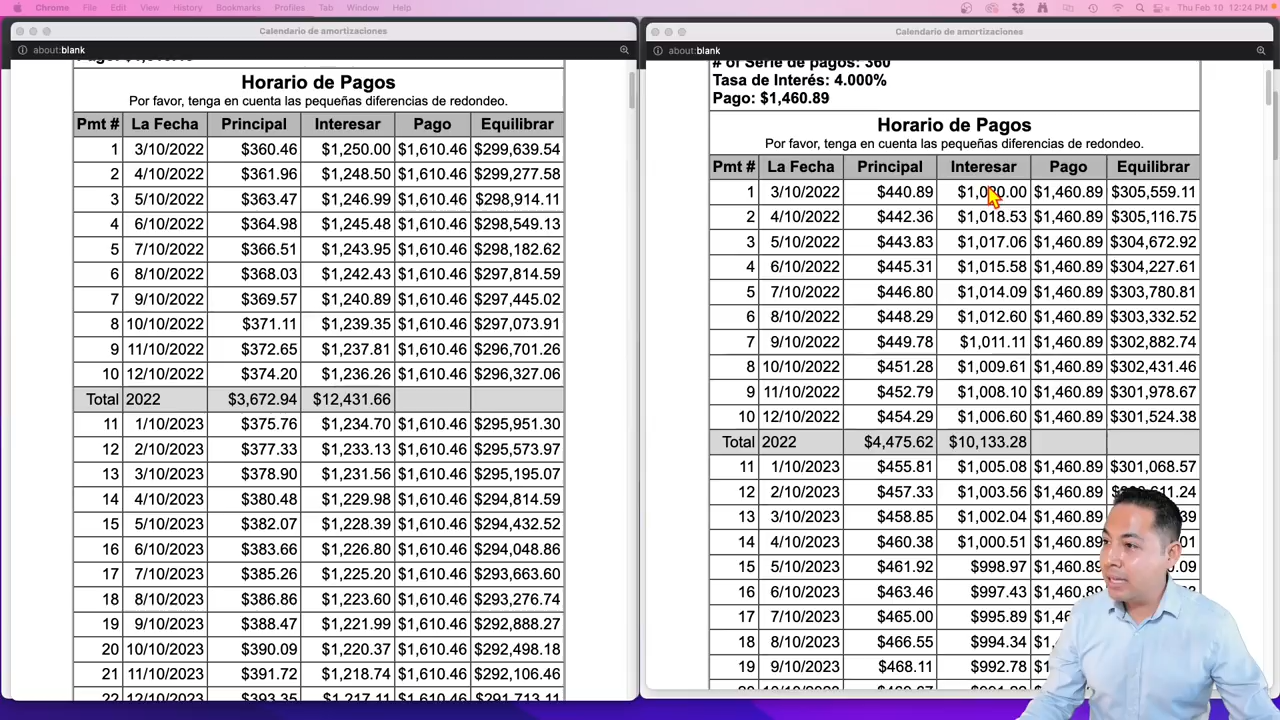 Chrome File Edit View History Bookmarks Profiles Tab Window Help Thu Feb 10 12:24 PM
Calendario de amortizaciones
about:blank
Horario de Pagos
Por favor, tenga en cuenta las pequeñas diferencias de redondeo.
Pmt # La Fecha Principal Interesar Pago Equilibrar
1 3/10/2022 $360.46 $1,250.00 $1,610.46 $299,639.54
2 4/10/2022 $361.96 $1,248.50 $1,610.46 $299,277.58
3 5/10/2022 $363.47 $1,246.99 $1,610.46 $298,914.11
4 6/10/2022 $364.98 $1,245.48 $1,610.46 $298,549.13
5 7/10/2022 $366.51 $1,243.95 $1,610.46 $298,182.62
6 8/10/2022 $368.03 $1,242.43 $1,610.46 $297,814.59
7 9/10/2022 $369.57 $1,240.89 $1,610.46 $297,445.02
8 10/10/2022 $371.11 $1,239.35 $1,610.46 $297,073.91
9 11/10/2022 $372.65 $1,237.81 $1,610.46 $296,701.26
10 12/10/2022 $374.20 $1,236.26 $1,610.46 $296,327.06
Total 2022 $3,672.94 $12,431.66
11 1/10/2023 $375.76 $1,234.70 $1,610.46 $295,951.30
12 2/10/2023 $377.33 $1,233.13 $1,610.46 $295,573.97
13 3/10/2023 $378.90 $1,231.56 $1,610.46 $295,195.07
14 4/10/2023 $380.48 $1,229.98 $1,610.46 $294,814.59
15 5/10/2023 $382.07 $1,228.39 $1,610.46 $294,432.52
16 6/10/2023 $383.66 $1,226.80 $1,610.46 $294,048.86
17 7/10/2023 $385.26 $1,225.20 $1,610.46 $293,663.60
18 8/10/2023 $386.86 $1,223.60 $1,610.46 $293,276.74
19 9/10/2023 $388.47 $1,221.99 $1,610.46 $292,888.27
20 10/10/2023 $390.09 $1,220.37 $1,610.46 $292,498.18
21 11/10/2023 $391.72 $1,218.74 $1,610.46 $292,106.46
22 12/10/2023 $393.35 $1,217.11 $1,610.46 $291,713.11
Calendario de amortizaciones
about:blank
# of Serie de pagos: 360
Tasa de Interés: 4.000%
Pago: $1,460.89
Horario de Pagos
Por favor, tenga en cuenta las pequeñas diferencias de redondeo.
Pmt # La Fecha Principal Interesar Pago Equilibrar
1 3/10/2022 $440.89 $1,460.89 $305,559.11
2 4/10/2022 $442.36 $1,018.53 $1,460.89 $305,116.75
3 5/10/2022 $443.83 $1,017.06 $1,460.89 $304,672.92
4 6/10/2022 $445.31 $1,015.58 $1,460.89 $304,227.61
5 7/10/2022 $446.80 $1,014.09 $1,460.89 $303,780.81
6 8/10/2022 $448.29 $1,012.60 $1,460.89 $303,332.52
7 9/10/2022 $449.78 $1,011.11 $1,460.89 $302,882.74
8 10/10/2022 $451.28 $1,009.61 $1,460.89 $302,431.46
9 11/10/2022 $452.79 $1,008.10 $1,460.89 $301,978.67
10 12/10/2022 $454.29 $1,006.60 $1,460.89 $301,524.38
Total 2022 $4,475.62 $10,133.28
11 1/10/2023 $455.81 $1,005.08 $1,460.89 $301,068.57
12 2/10/2023 $457.33 $1,003.56 $1,460.89
13 3/10/2023 $458.85 $1,002.04 $1,460.89
14 4/10/2023 $460.38 $1,000.51 $1,460.89
15 5/10/2023 $461.92 $998.97
16 6/10/2023 $463.46 $997.43
17 7/10/2023 $465.00 $995.89
18 8/10/2023 $466.55 $994.34
19 9/10/2023 $468.11 $992.78